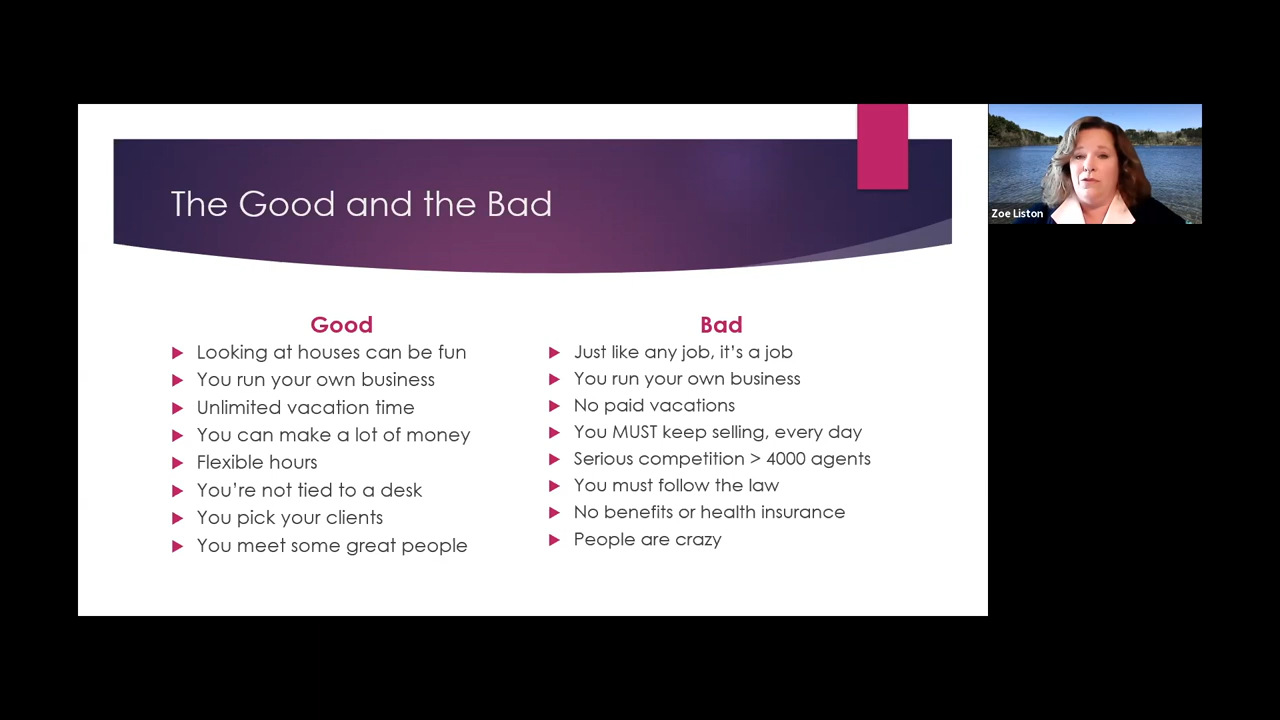 The Good and the Bad
Good
Looking at houses can be fun
You run your own business
Unlimited vacation time
You can make a lot of money
Flexible hours
You’re not tied to a desk
You pick your clients
You meet some great people
Bad
Just like any job, it’s a job
You run your own business
No paid vacations
You MUST keep selling, every day
Serious competition > 4000 agents
You must follow the law
No benefits or health insurance
People are crazy
Zoe Liston